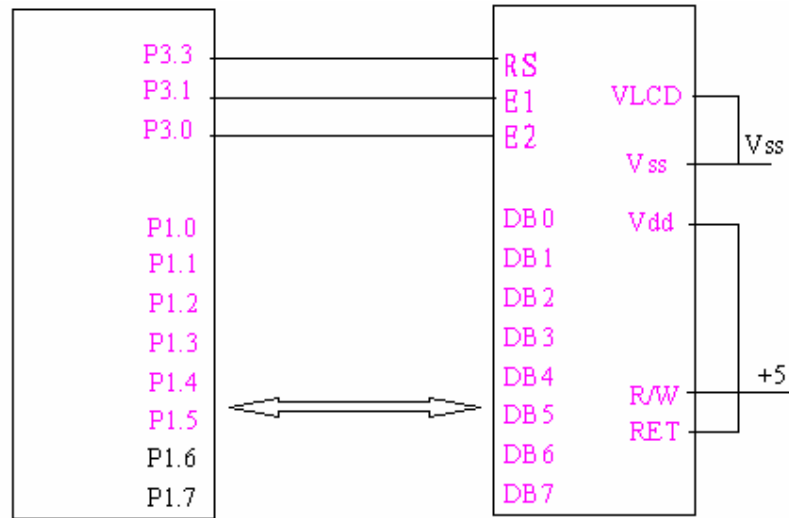 P3.3
P3.1
P3.0
P1.0
P1.1
P1.2
P1.3
P1.4
P1.5
P1.6
P1.7
RS
E1
E2
DB0
DB1
DB2
DB3
DB4
DB5
DB6
DB7
VLCD
Vss
Vdd
R/W
RET
Vss
+5